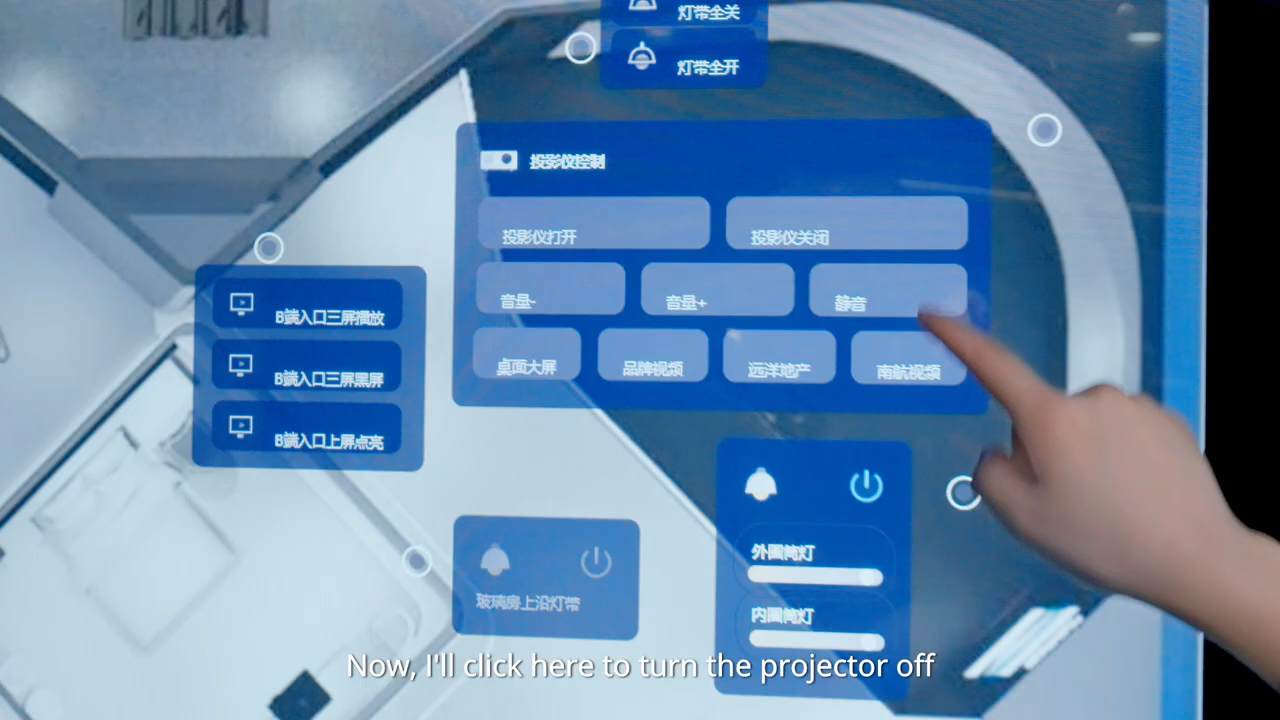 灯带全关
灯带全开
投影仪控制
投影仪打开
投影仪关闭
音量-
音量+
静音
桌面大屏
品牌视频
远洋地产
南航视频
B端入口三屏播放
B端入口三屏黑屏
B端入口上屏点亮
玻璃房上沿灯带
外圈筒灯
内圈筒灯
Now, I'll click here to turn the projector off